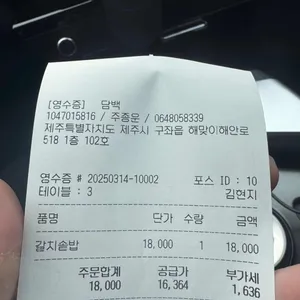 [영수증] 담백
1047015816 / 주종운 / 0648058339
제주특별자치도 제주시 구좌읍 해맞이해안로
518 1층 102호
영수증 # 20250314-10002 포스 ID : 10
테이블 : 3 김현지
품명 단가 수량 금액
갈치솥밥 18,000 1 18,000
주문합계 공급가 부가세
18,000 16,364 1,636